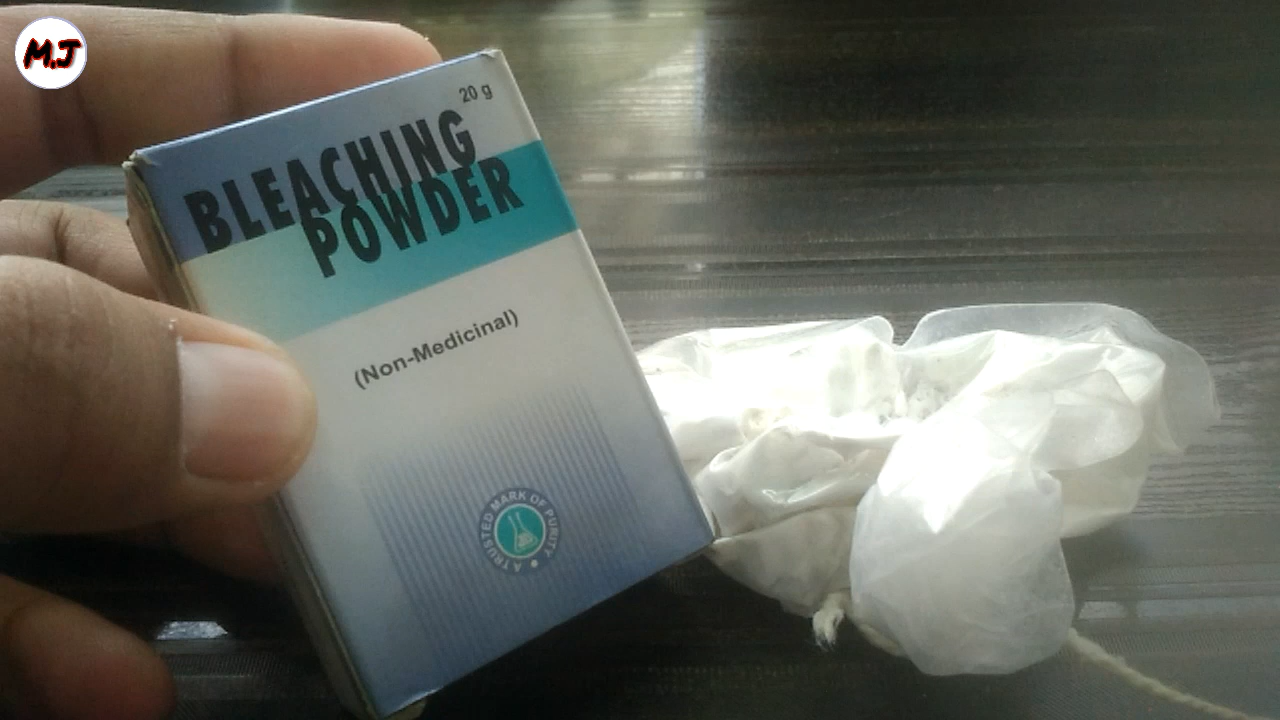 M.J
20 g
BLEACHING
POWDER
(Non-Medicinal)
A TRUSTED MARK OF PURITY